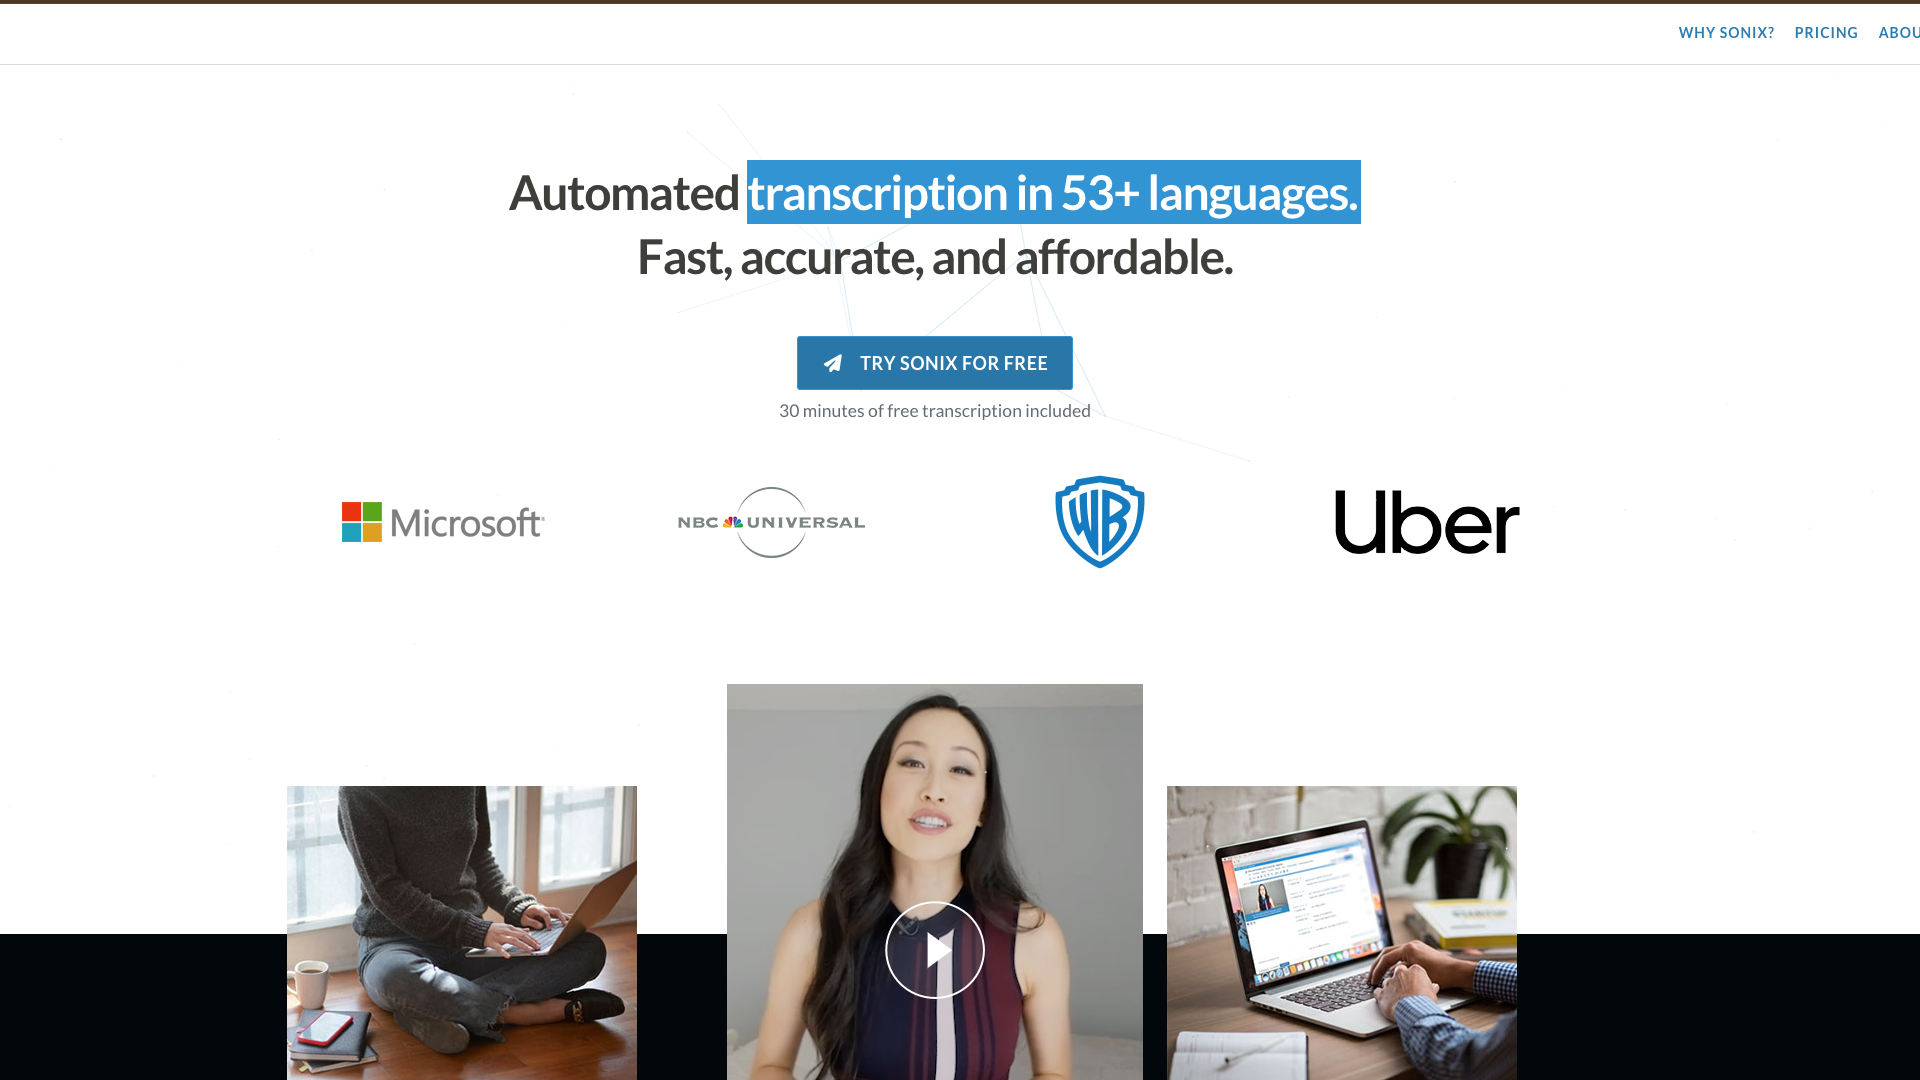 WHY SONIX? PRICING ABOU
Automated transcription in 53+ languages.
Fast, accurate, and affordable.
TRY SONIX FOR FREE
30 minutes of free transcription included
Microsoft
NBC UNIVERSAL
WB
Uber
STARTUP